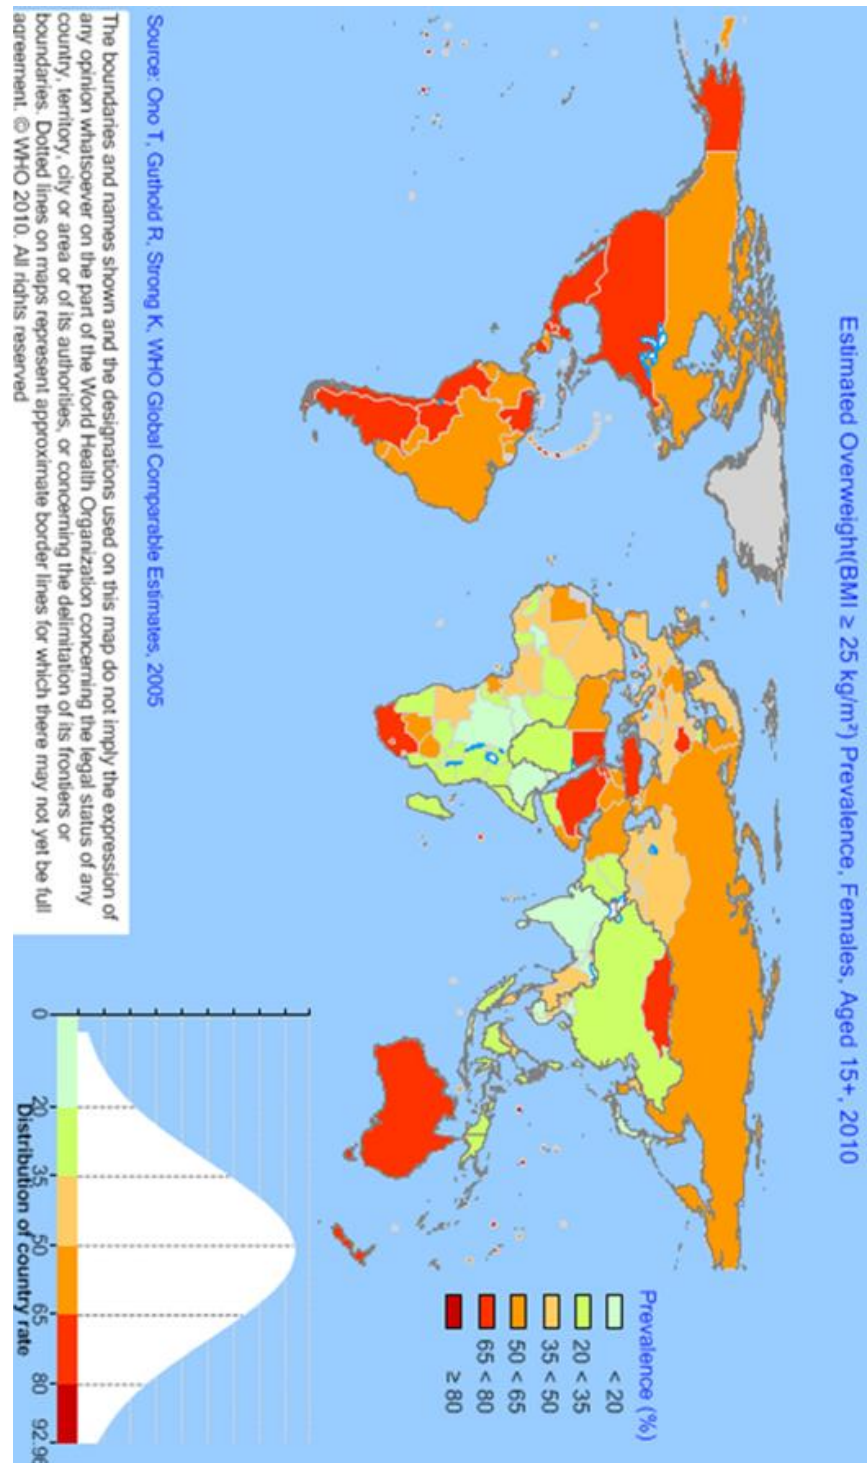 Estimated Overweight(BMI ≥ 25 kg/m²) Prevalence, Females, Aged 15+, 2010
Prevalence (%)
< 20
20 < 35
35 < 50
50 < 65
65 < 80
≥ 80
Source: Ono T, Guthold R, Strong K, WHO Global Comparable Estimates, 2005
The boundaries and names shown and the designations used on this map do not imply the expression of
any opinion whatsoever on the part of the World Health Organization concerning the legal status of any
country, territory, city or area or of its authorities, or concerning the delimitation of its frontiers or
boundaries. Dotted lines on maps represent approximate border lines for which there may not yet be full
agreement. © WHO 2010. All rights reserved
0 20 35 50 65 80 92.96
Distribution of country rate